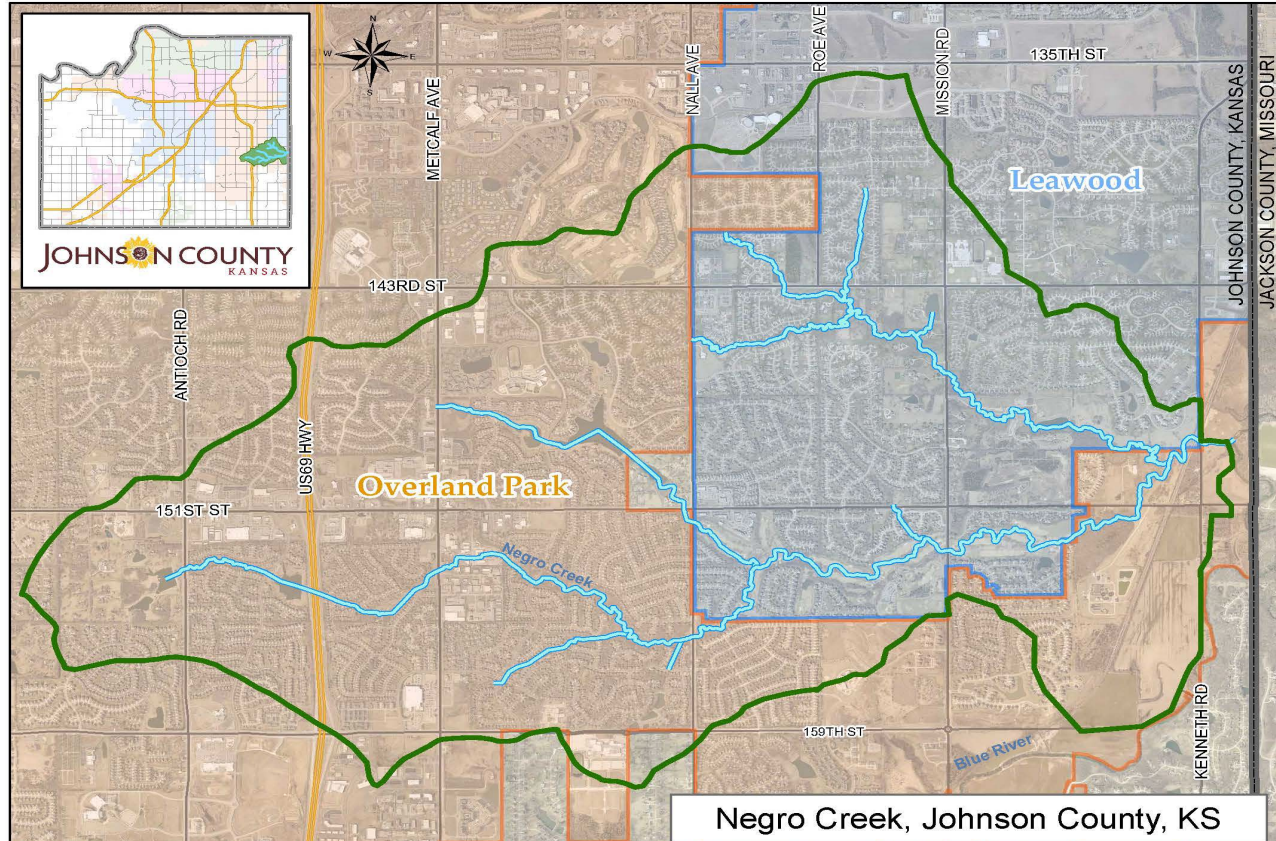 JOHNSON COUNTY
KANSAS
N
W E
S
METCALF AVE
NALL AVE
ROE AVE
MISSION RD
135TH ST
JOHNSON COUNTY, KANSAS
JACKSON COUNTY, MISSOURI
Leawood
143RD ST
ANTIOCH RD
US69 HWY
Overland Park
151ST ST
Negro Creek
159TH ST
Blue River
KENNETH RD
Negro Creek, Johnson County, KS